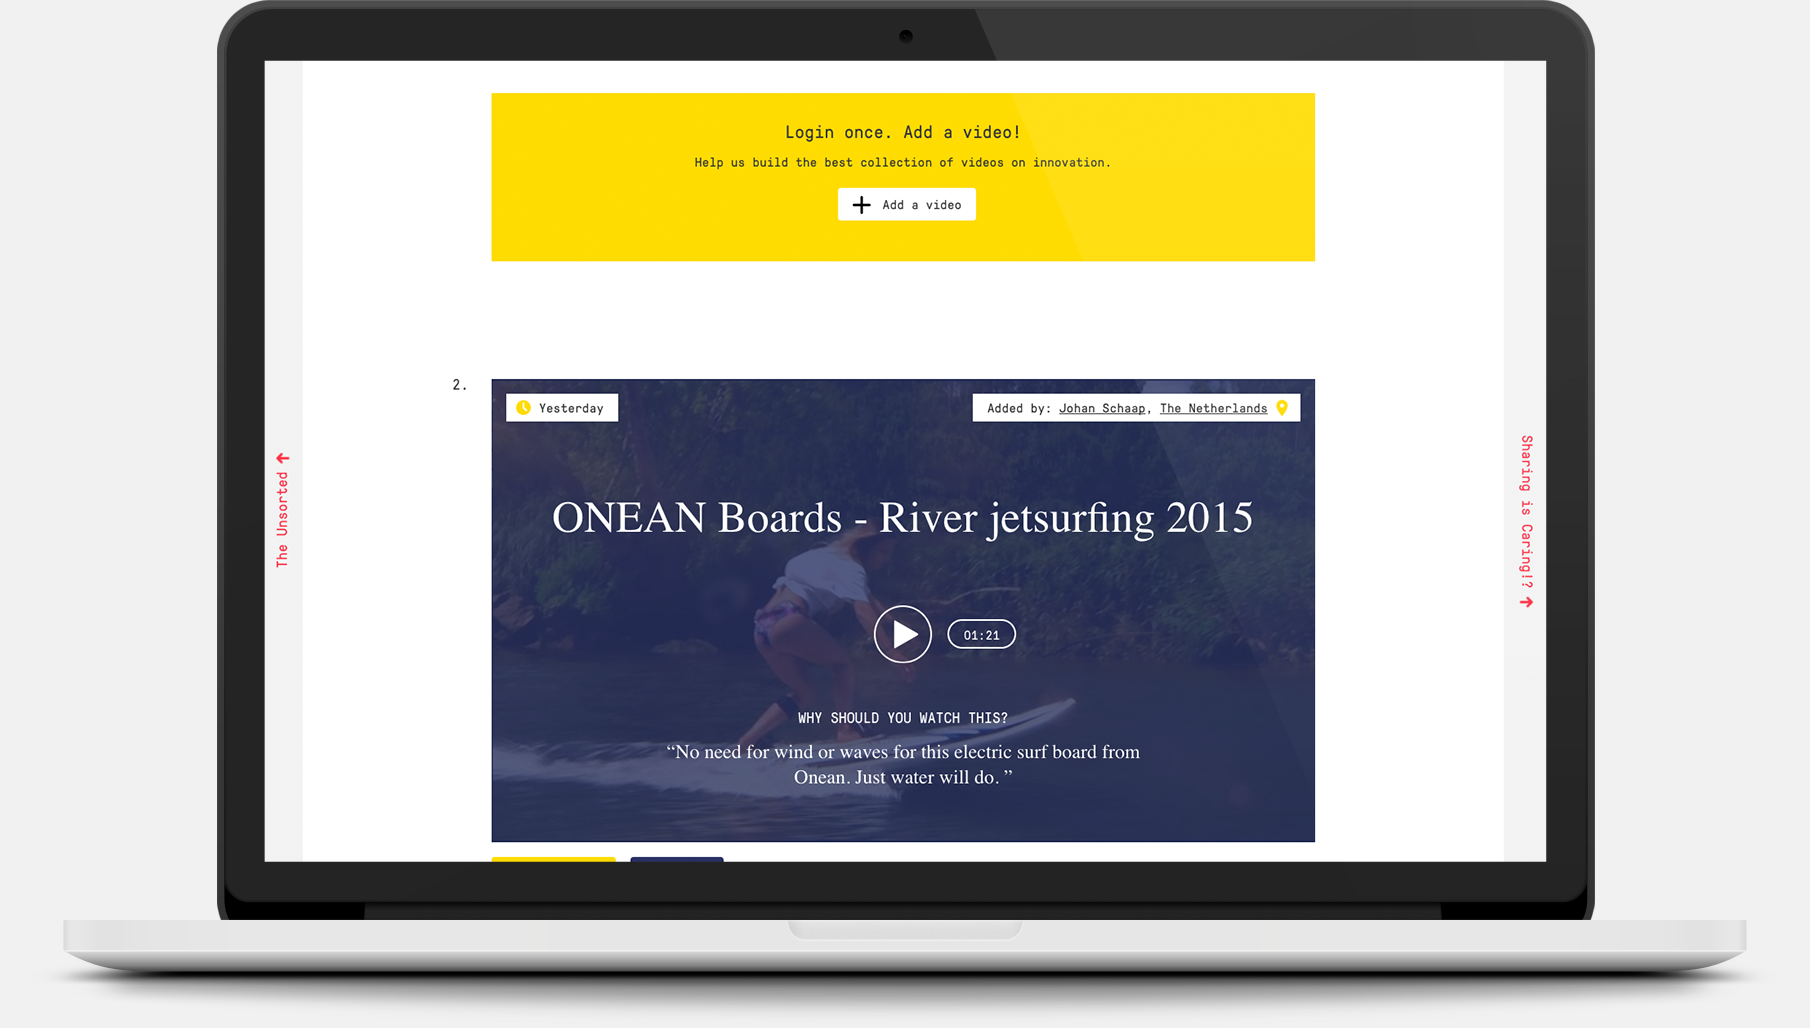 Login once. Add a video!
Help us build the best collection of videos on innovation.
Add a video
2.
Yesterday
Added by: Johan Schaap, The Netherlands
The Unsorted
Sharing is Caring!?
ONEAN Boards - River jetsurfing 2015
01:21
WHY SHOULD YOU WATCH THIS?
“No need for wind or waves for this electric surf board from
Onean. Just water will do. ”